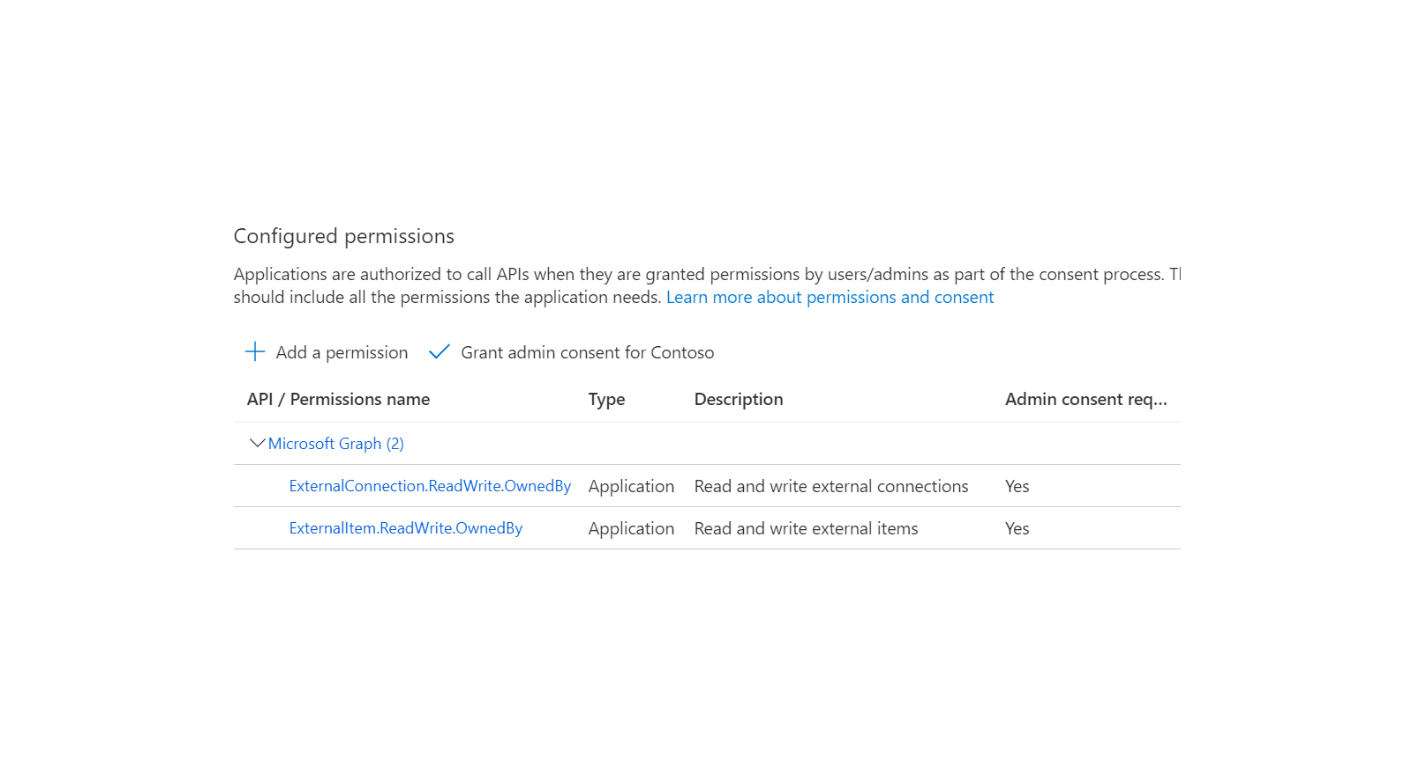 Configured permissions
Applications are authorized to call APIs when they are granted permissions by users/admins as part of the consent process.
should include all the permissions the application needs. Learn more about permissions and consent
Add a permission Grant admin consent for Contoso
API / Permissions name Type Description Admin consent req...
Microsoft Graph (2)
ExternalConnection.ReadWrite.OwnedBy Application Read and write external connections Yes
ExternalItem.ReadWrite.OwnedBy Application Read and write external items Yes